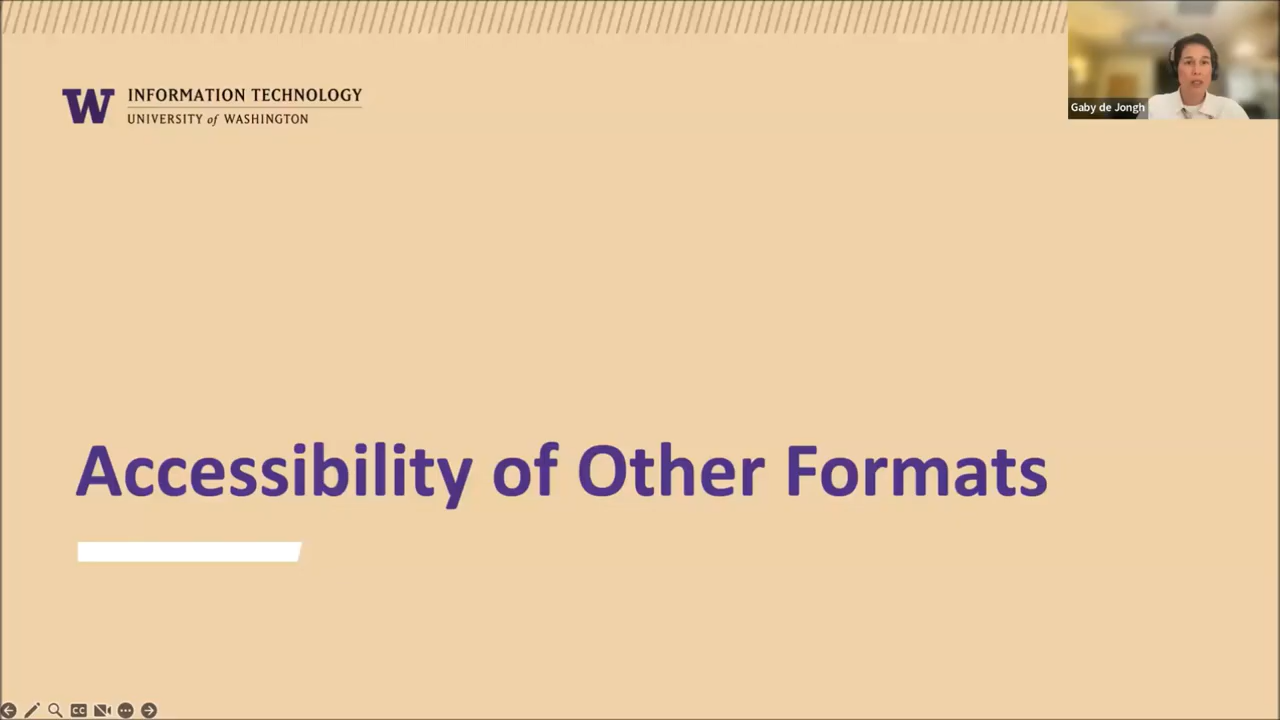 W
INFORMATION TECHNOLOGY
UNIVERSITY of WASHINGTON
Gaby de Jongh
Accessibility of Other Formats
CC